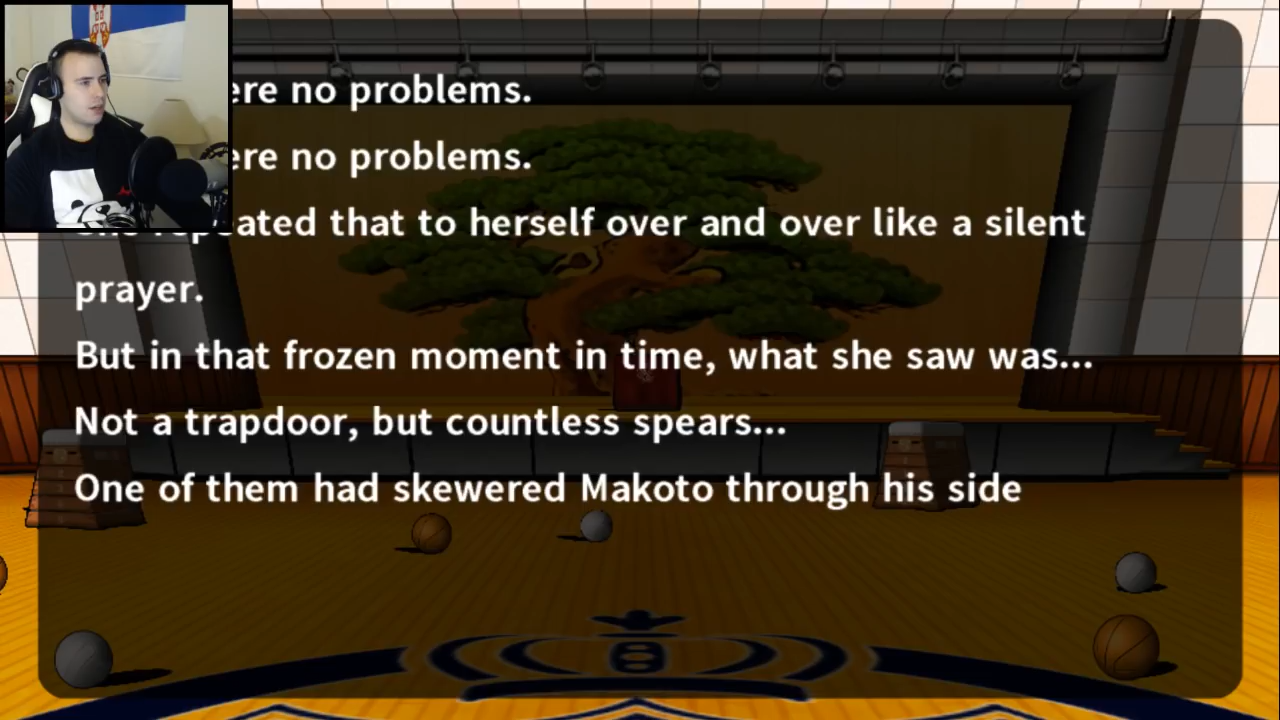 ere no problems.
ere no problems.
She repeated that to herself over and over like a silent
prayer.
But in that frozen moment in time, what she saw was...
Not a trapdoor, but countless spears...
One of them had skewered Makoto through his side